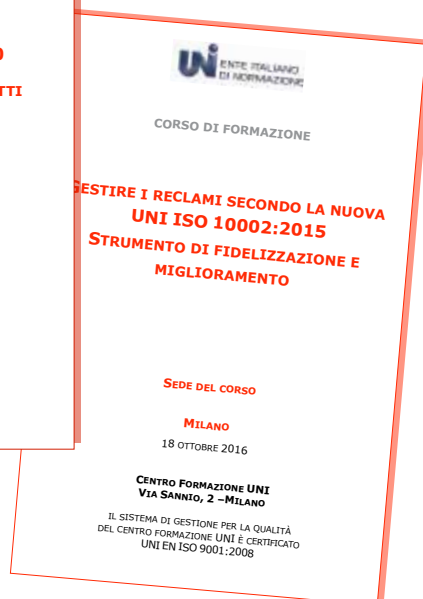 TTI
UNI ENTE ITALIANO
DI NORMAZIONE
CORSO DI FORMAZIONE
GESTIRE I RECLAMI SECONDO LA NUOVA
UNI ISO 10002:2015
STRUMENTO DI FIDELIZZAZIONE E
MIGLIORAMENTO
SEDE DEL CORSO
MILANO
18 OTTOBRE 2016
CENTRO FORMAZIONE UNI
VIA SANNIO, 2 –MILANO
IL SISTEMA DI GESTIONE PER LA QUALITÀ
DEL CENTRO FORMAZIONE UNI È CERTIFICATO
UNI EN ISO 9001:2008